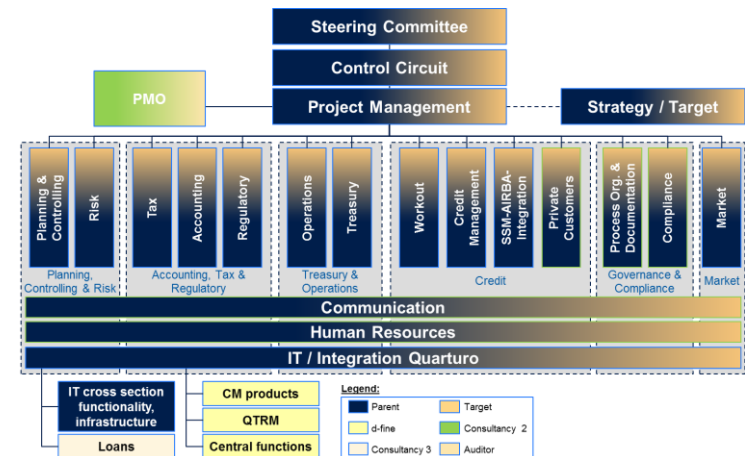 Steering Committee
Control Circuit
PMO
Project Management
Strategy / Target
Planning &
Controlling
Risk
Tax
Accounting
Regulatory
Operations
Treasury
Workout
Credit
Management
SSM-AIRBA-
Integration
Private
Customers
Process Org. &
Documentation
Compliance
Market
Planning,
Controlling & Risk
Accounting, Tax &
Regulatory
Treasury &
Operations
Credit
Governance &
Compliance
Market
Communication
Human Resources
IT / Integration Quarturo
IT cross section
functionality,
infrastructure
Loans
CM products
QTRM
Central functions
Legend:
Parent
Target
d-fine
Consultancy 2
Consultancy 3
Auditor